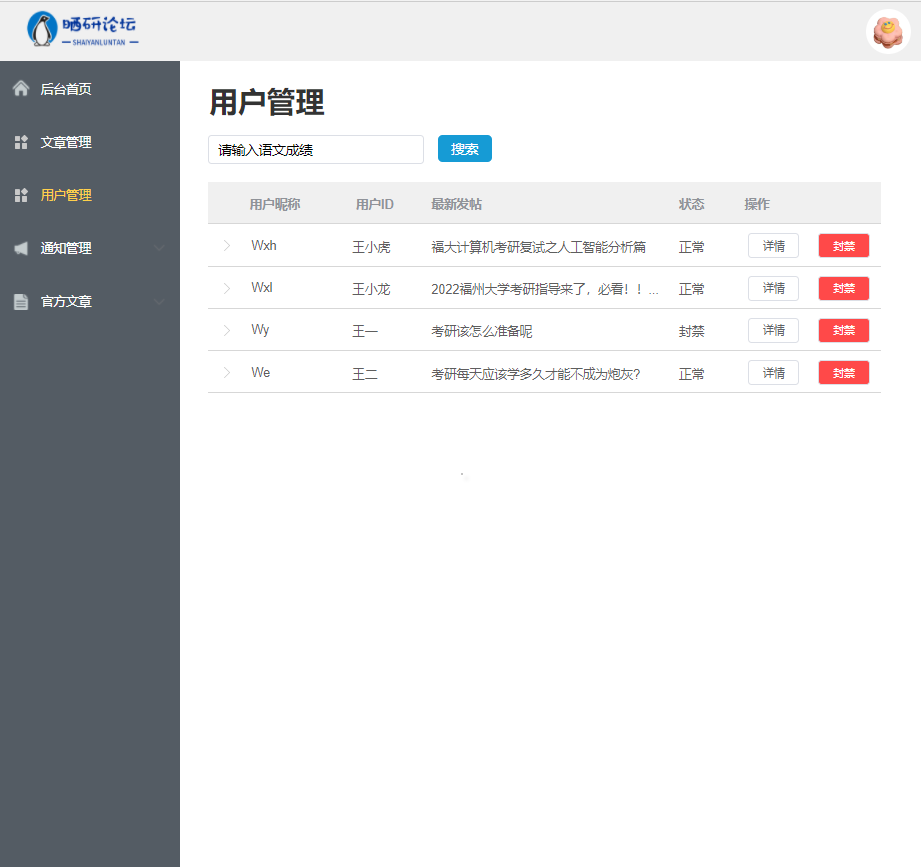 晒研论坛
SHAIYANLUNTAN
后台首页
文章管理
用户管理
通知管理
官方文章
用户管理
请输入语文成绩 搜索
用户昵称 用户ID 最新发帖 状态 操作
Wxh 王小虎 福大计算机考研复试之人工智能分析篇 正常 详情 封禁
Wxl 王小龙 2022福州大学考研指导来了，必看！！... 正常 详情 封禁
Wy 王一 考研该怎么准备呢 封禁 详情 封禁
We 王二 考研每天应该学多久才能不成为炮灰? 正常 详情 封禁